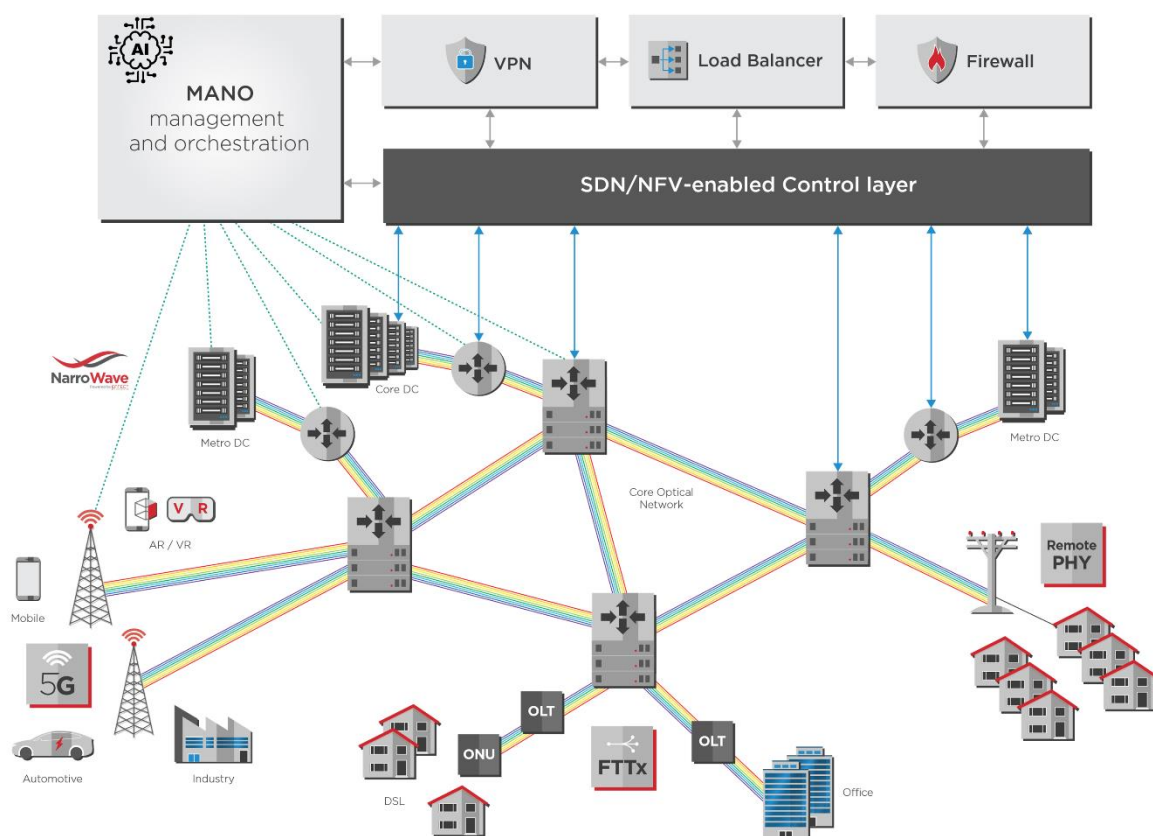 AI
MANO
management
and orchestration
VPN
Load Balancer
Firewall
SDN/NFV-enabled Control layer
NarroWave
Metro DC
Core DC
Metro DC
Core Optical
Network
AR / VR
V R
Mobile
5G
Automotive
Industry
Remote
PHY
OLT
ONU
DSL
FTTx
OLT
Office